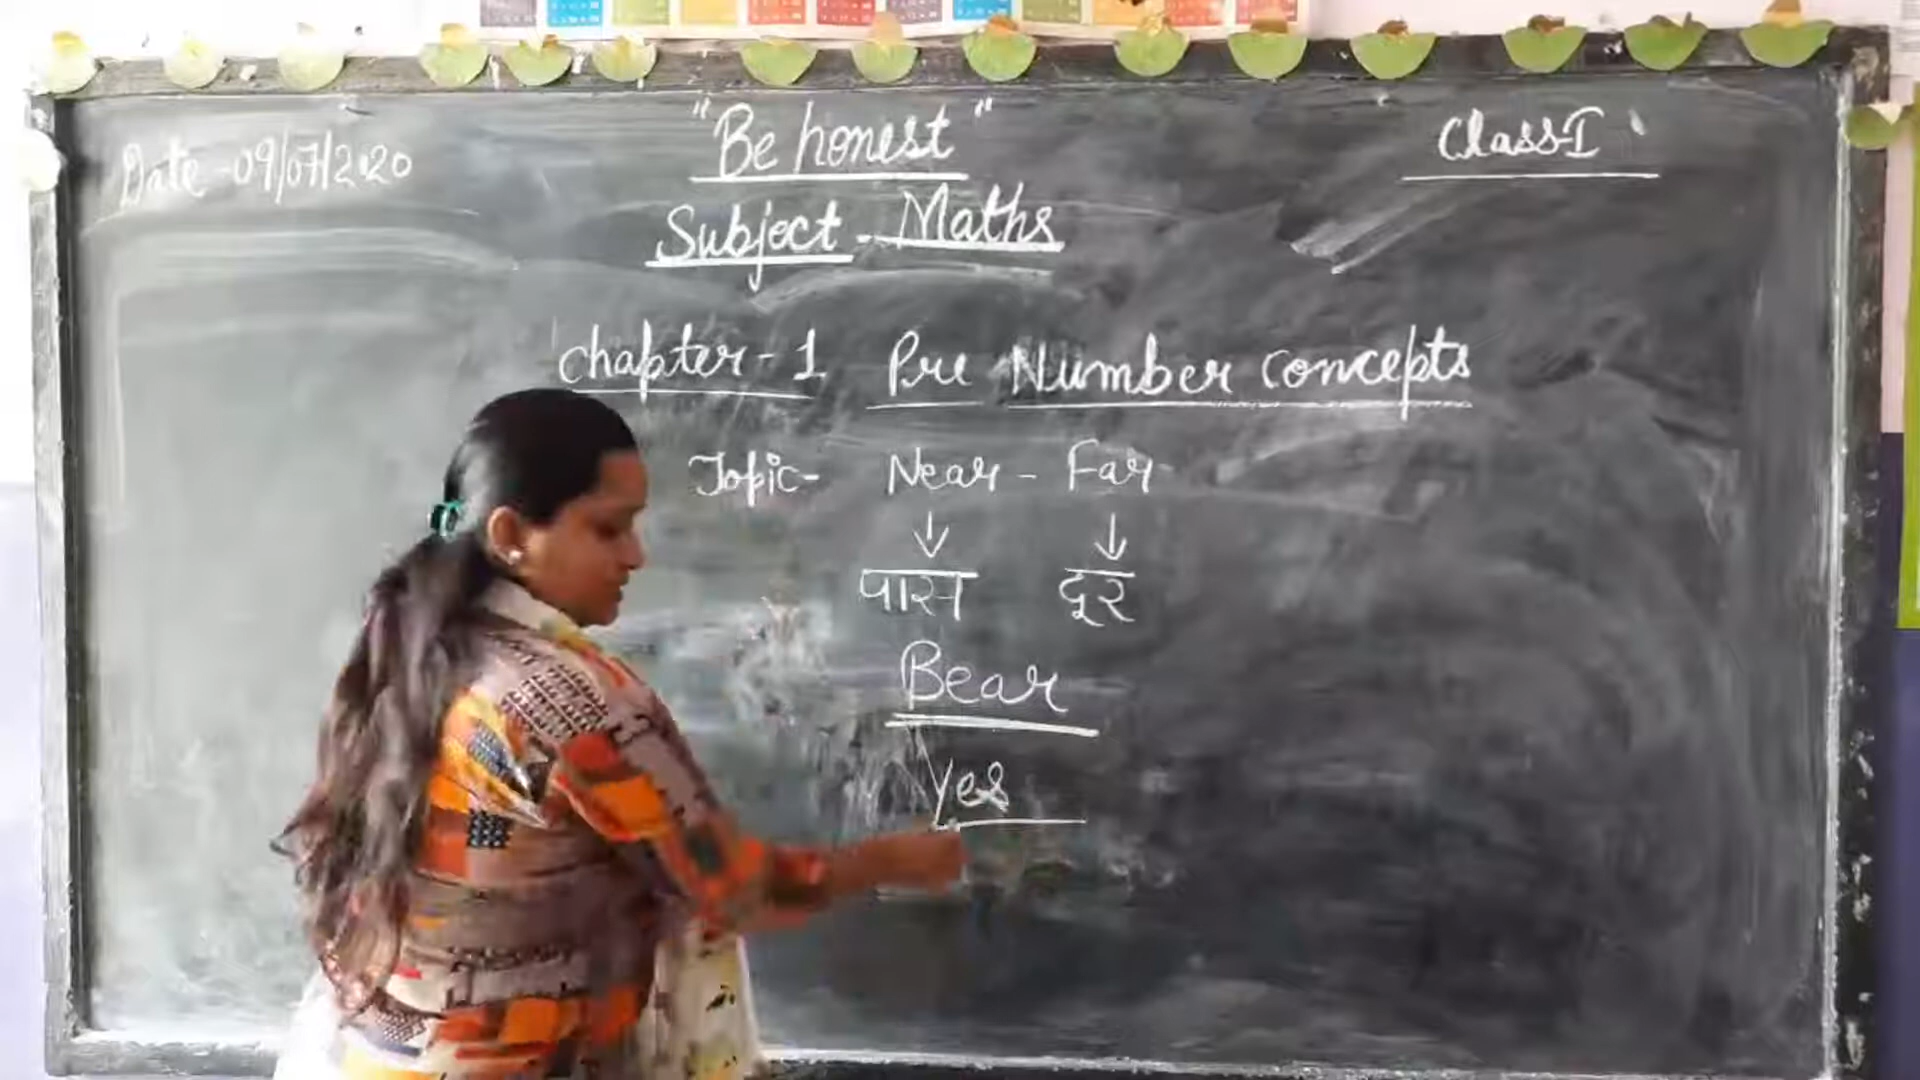 "Be honest"
Date - 09/07/2020
Class-I
Subject - Maths
Chapter - 1 Pre Number concepts
Topic - Near - Far
पास दूर
Bear
Yes